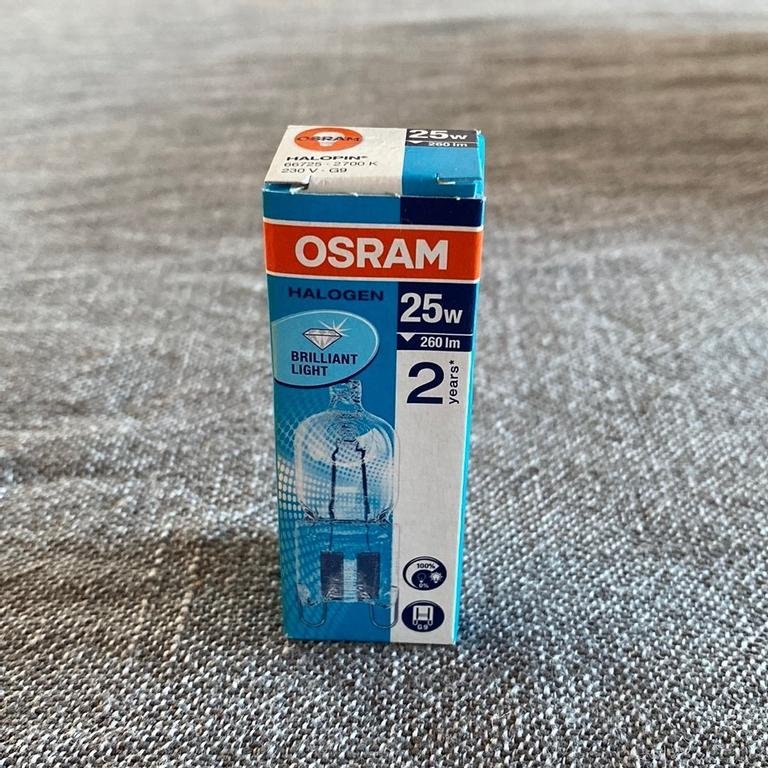 OSRAM
25W
260 lm
HALOPIN®
66725 - 2700 K
230 V - G9
OSRAM
HALOGEN
25W
260 lm
BRILLIANT
LIGHT
2
years*
100%
0%
G9